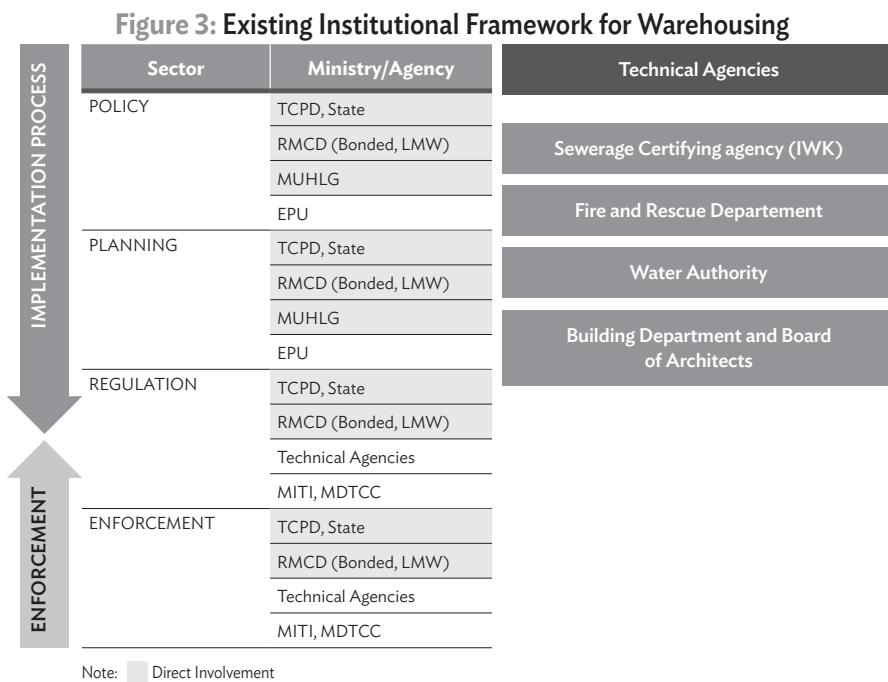 Figure 3: Existing Institutional Framework for Warehousing
IMPLEMENTATION PROCESS
ENFORCEMENT
Sector
Ministry/Agency
POLICY
TCPD, State
RMCD (Bonded, LMW)
MUHLG
EPU
PLANNING
TCPD, State
RMCD (Bonded, LMW)
MUHLG
EPU
REGULATION
TCPD, State
RMCD (Bonded, LMW)
Technical Agencies
MITI, MDTCC
ENFORCEMENT
TCPD, State
RMCD (Bonded, LMW)
Technical Agencies
MITI, MDTCC
Technical Agencies
Sewerage Certifying agency (IWK)
Fire and Rescue Departement
Water Authority
Building Department and Board
of Architects
Note: Direct Involvement